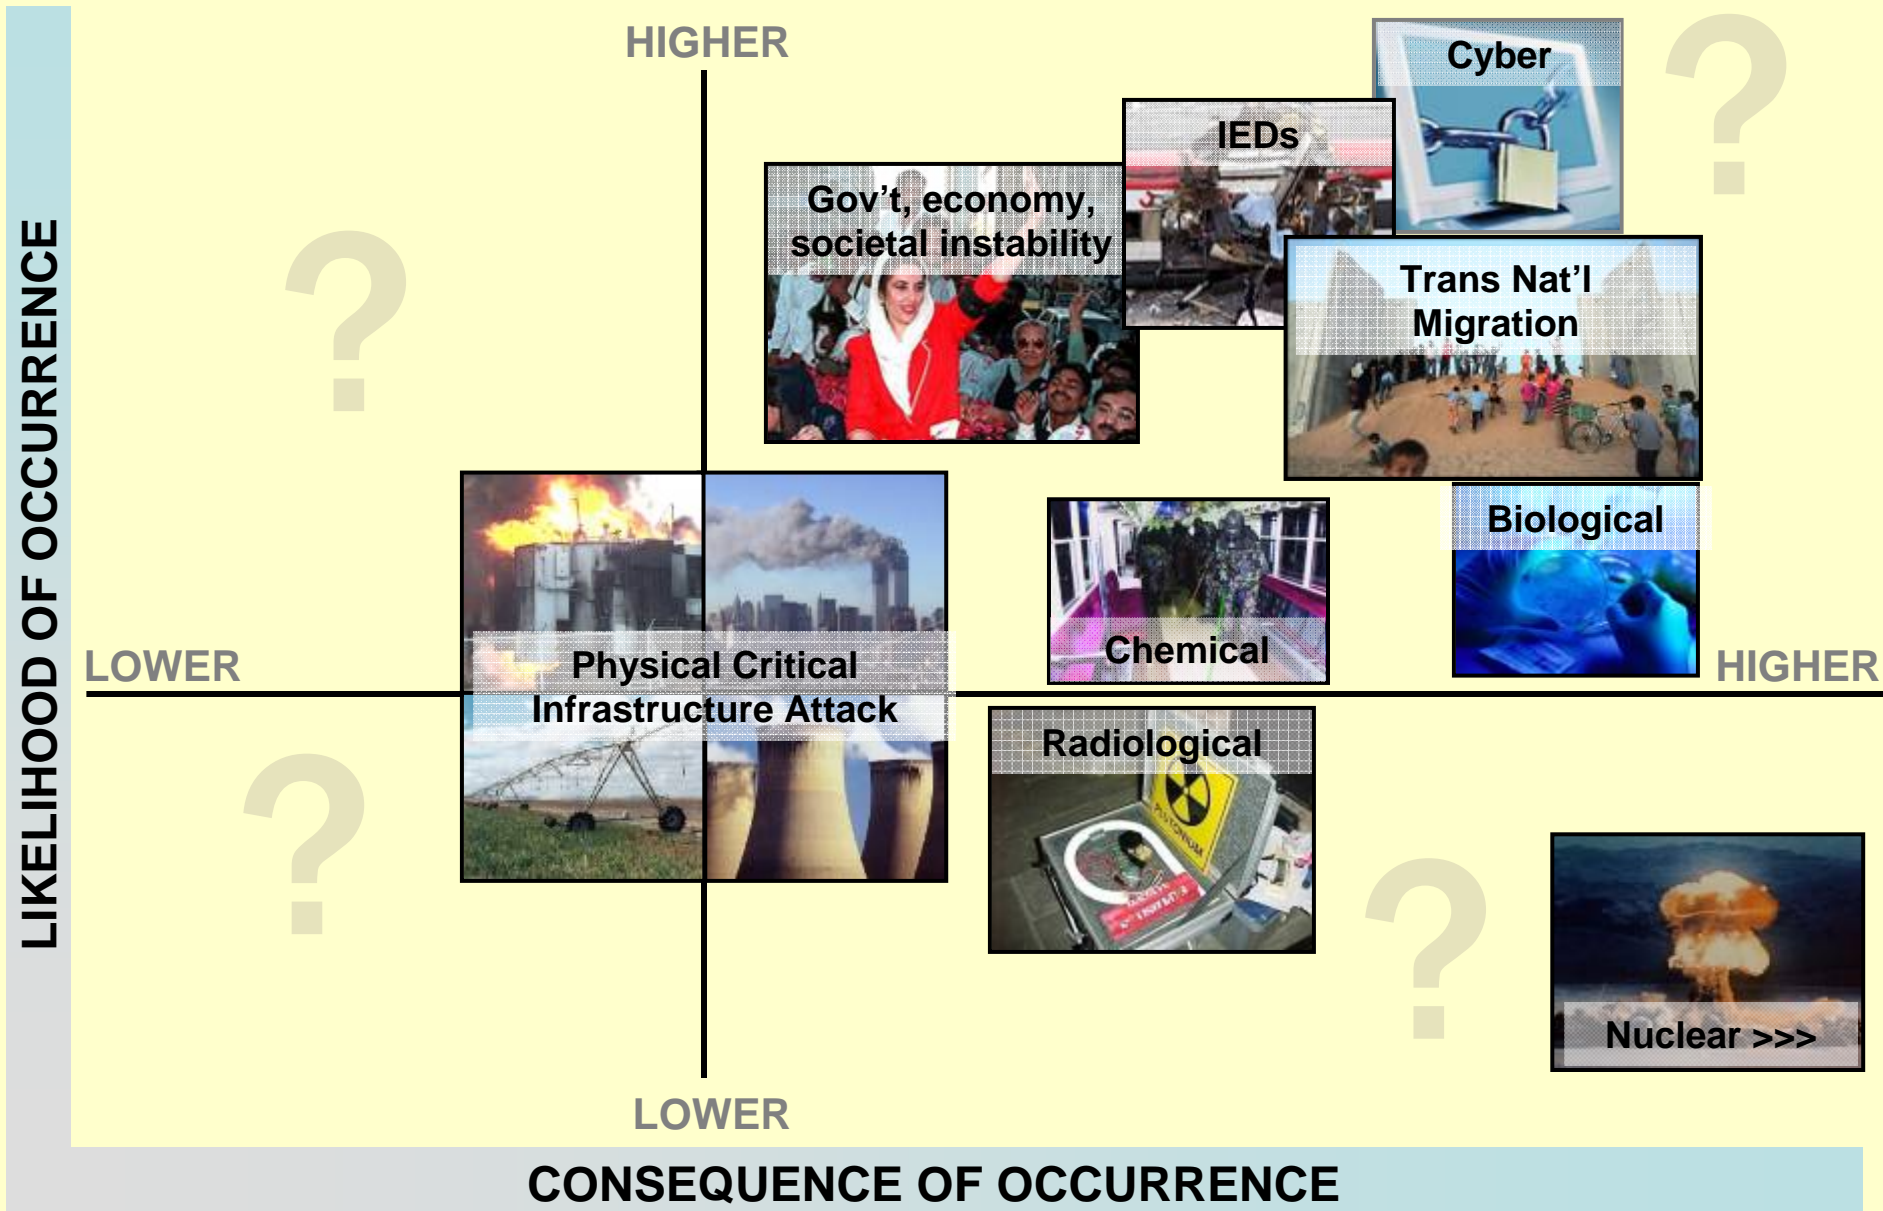 HIGHER
Cyber
?
IEDs
Gov't, economy,
societal instability
Trans Nat'l
Migration
?
LIKELIHOOD OF OCCURRENCE
Biological
LOWER
Physical Critical
Infrastructure Attack
Chemical
HIGHER
Radiological
PLUTONIUM
?
?
Nuclear >>>
LOWER
CONSEQUENCE OF OCCURRENCE